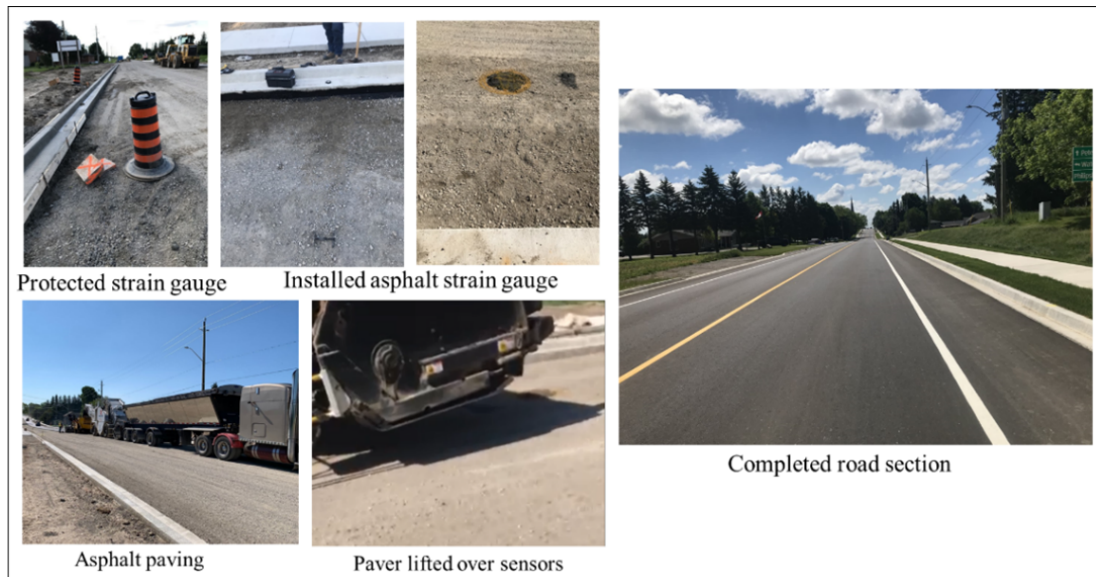 Protected strain gauge
Installed asphalt strain gauge
Asphalt paving
Paver lifted over sensors
Completed road section